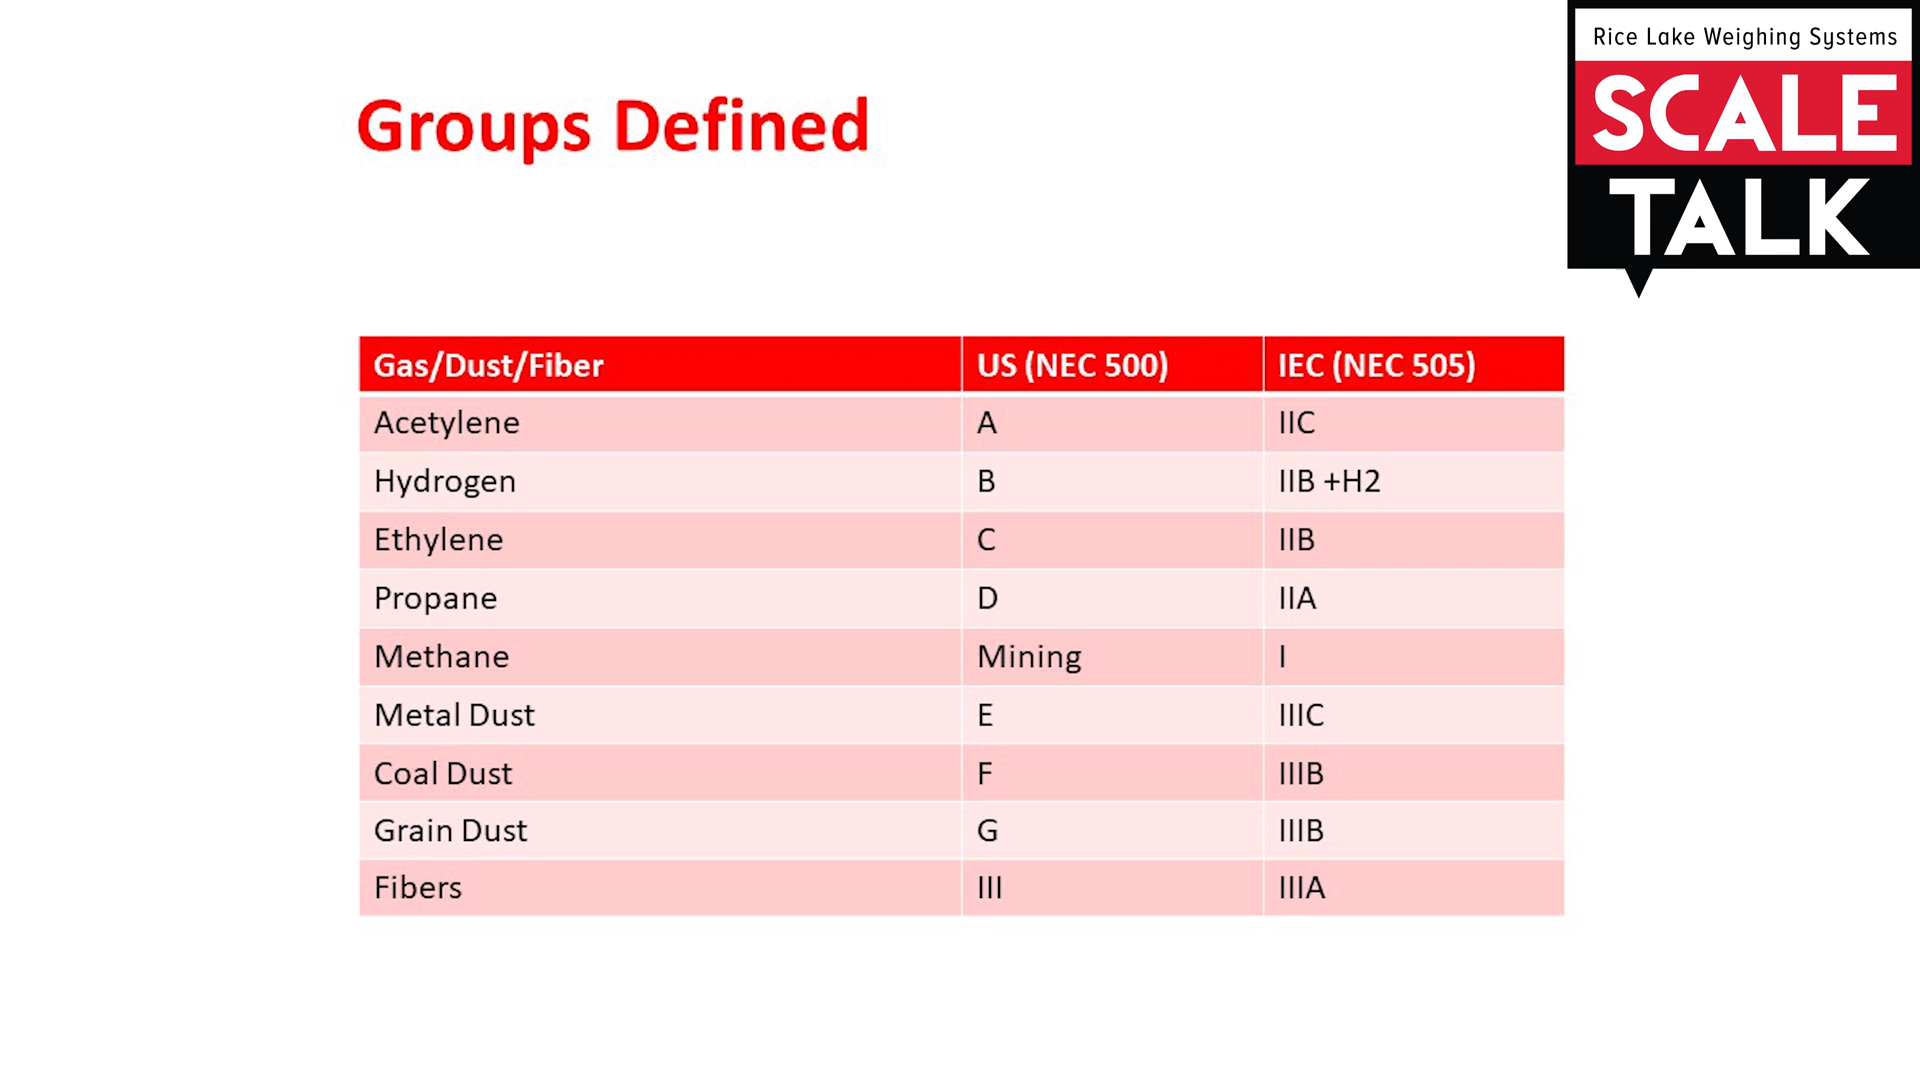 Rice Lake Weighing Systems
SCALE
TALK
Groups Defined
Gas/Dust/Fiber US (NEC 500) IEC (NEC 505)
Acetylene A IIC
Hydrogen B IIB +H2
Ethylene C IIB
Propane D IIA
Methane Mining I
Metal Dust E IIIC
Coal Dust F IIIB
Grain Dust G IIIB
Fibers III IIIA